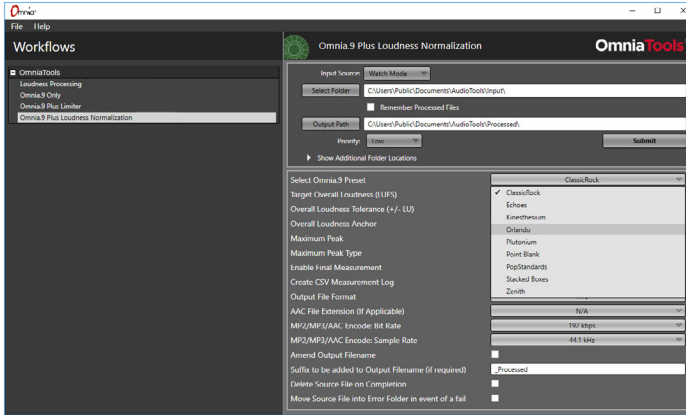 Omnia
File Help
Workflows
OmniaTools
Loudness Processing
Omnia.9 Only
Omnia.9 Plus Limiter
Omnia.9 Plus Loudness Normalization
Omnia.9 Plus Loudness Normalization
OmniaTools
Input Source: Watch Mode
Select Folder C:\Users\Public\Documents\AudioTools\Input\
Remember Processed Files
Output Path C:\Users\Public\Documents\AudioTools\Processed\
Priority: Low Submit
Show Additional Folder Locations
Select Omnia.9 Preset ClassicRock
Target Overall Loudness (LUFS) ✓ ClassicRock
Overall Loudness Tolerance (+/- LU) Echoes
Kinesthesium
Overall Loudness Anchor Orlando
Maximum Peak Plutonium
Maximum Peak Type Point Blank
Enable Final Measurement PopStandards
Create CSV Measurement Log Stacked Boxes
Output File Format Zenith
AAC File Extension (If Applicable) N/A
MP2/MP3/AAC Encode: Bit Rate 192 kbps
MP2/MP3/AAC Encode: Sample Rate 44.1 kHz
Amend Output Filename
Suffix to be added to Output Filename (if required) _Processed
Delete Source File on Completion
Move Source File into Error Folder in event of a fail